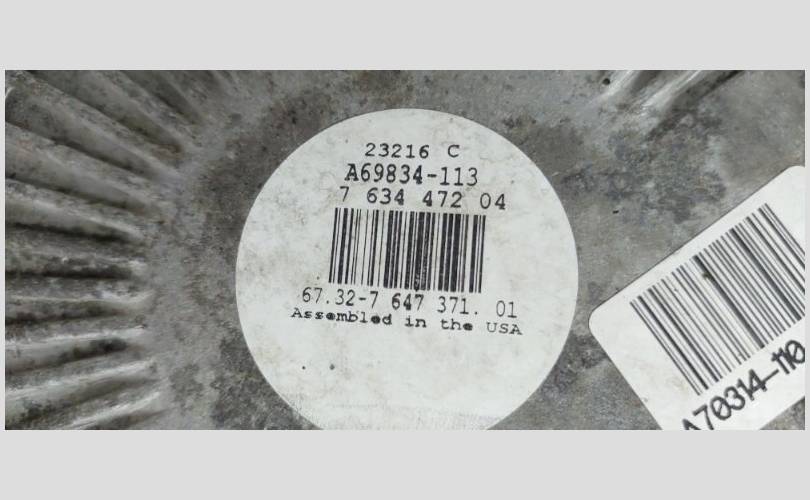 23216 C
A69834-113
7 634 472 04
67.32-7 647 371. 01
Assembled in the USA
A70314-110